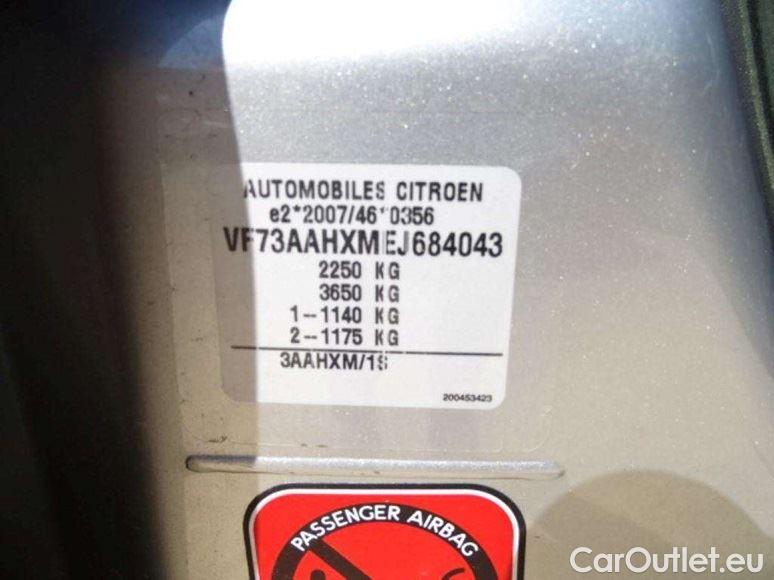 AUTOMOBILES CITROEN
e2*2007/46*0356
VF73AAHXMEJ684043
2250 KG
3650 KG
1--1140 KG
2--1175 KG
3AAHXM/1S
200453423
PASSENGER AIRBAG
CarOutlet.eu